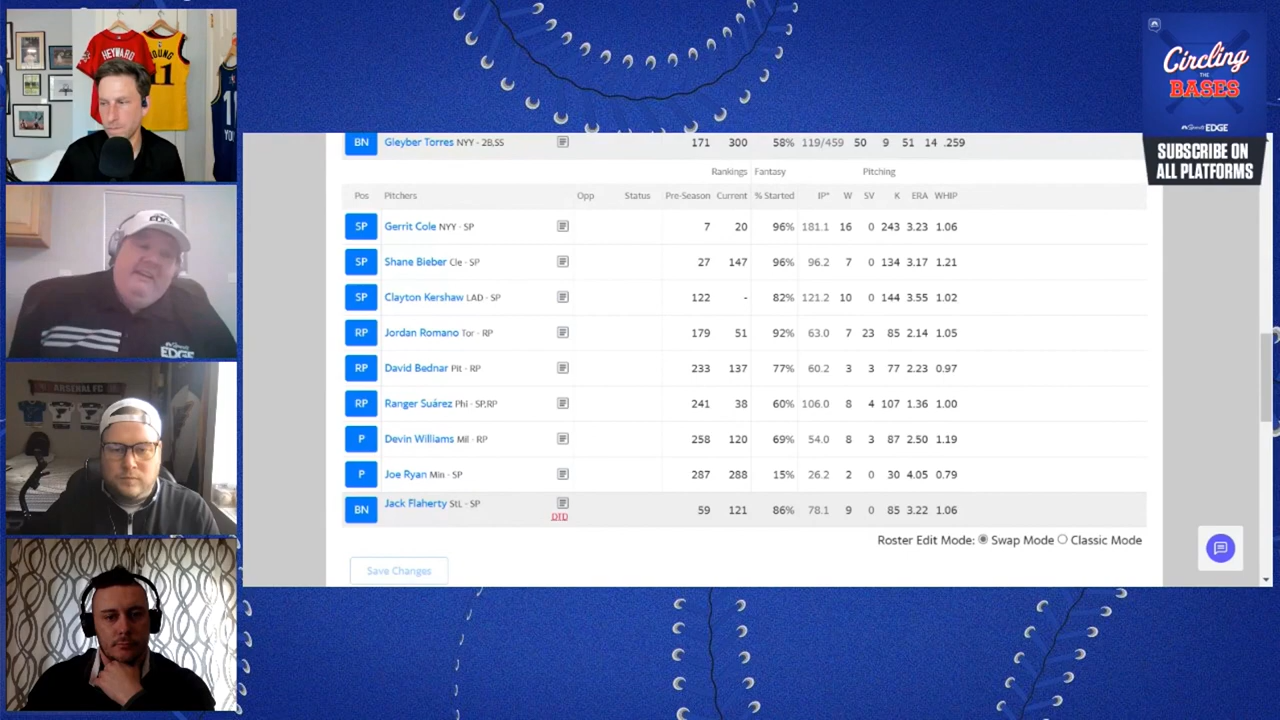 HEYWARD
YOUNG
11
EDGE
ARSENAL FC
Circling
THE
BASES
EDGE
SUBSCRIBE ON
ALL PLATFORMS
BN Gleyber Torres NYY - 2B,SS 171 300 58% 119/459 50 9 51 14 .259
Rankings Fantasy Pitching
Pos Pitchers Opp Status Pre-Season Current % Started IP* W SV K ERA WHIP
SP Gerrit Cole NYY - SP 7 20 96% 181.1 16 0 243 3.23 1.06
SP Shane Bieber Cle - SP 27 147 96% 96.2 7 0 134 3.17 1.21
SP Clayton Kershaw LAD - SP 122 - 82% 121.2 10 0 144 3.55 1.02
RP Jordan Romano Tor - RP 179 51 92% 63.0 7 23 85 2.14 1.05
RP David Bednar Pit - RP 233 137 77% 60.2 3 3 77 2.23 0.97
RP Ranger Suárez Phi - SP,RP 241 38 60% 106.0 8 4 107 1.36 1.00
P Devin Williams Mil - RP 258 120 69% 54.0 8 3 87 2.50 1.19
P Joe Ryan Min - SP 287 288 15% 26.2 2 0 30 4.05 0.79
BN Jack Flaherty StL - SP DTD 59 121 86% 78.1 9 0 85 3.22 1.06
Roster Edit Mode: Swap Mode Classic Mode
Save Changes